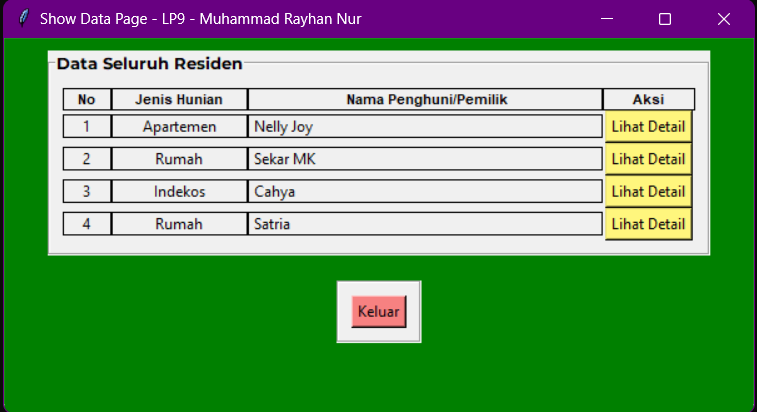 Show Data Page - LP9 - Muhammad Rayhan Nur
Data Seluruh Residen
No Jenis Hunian Nama Penghuni/Pemilik Aksi
1 Apartemen Nelly Joy Lihat Detail
2 Rumah Sekar MK Lihat Detail
3 Indekos Cahya Lihat Detail
4 Rumah Satria Lihat Detail
Keluar